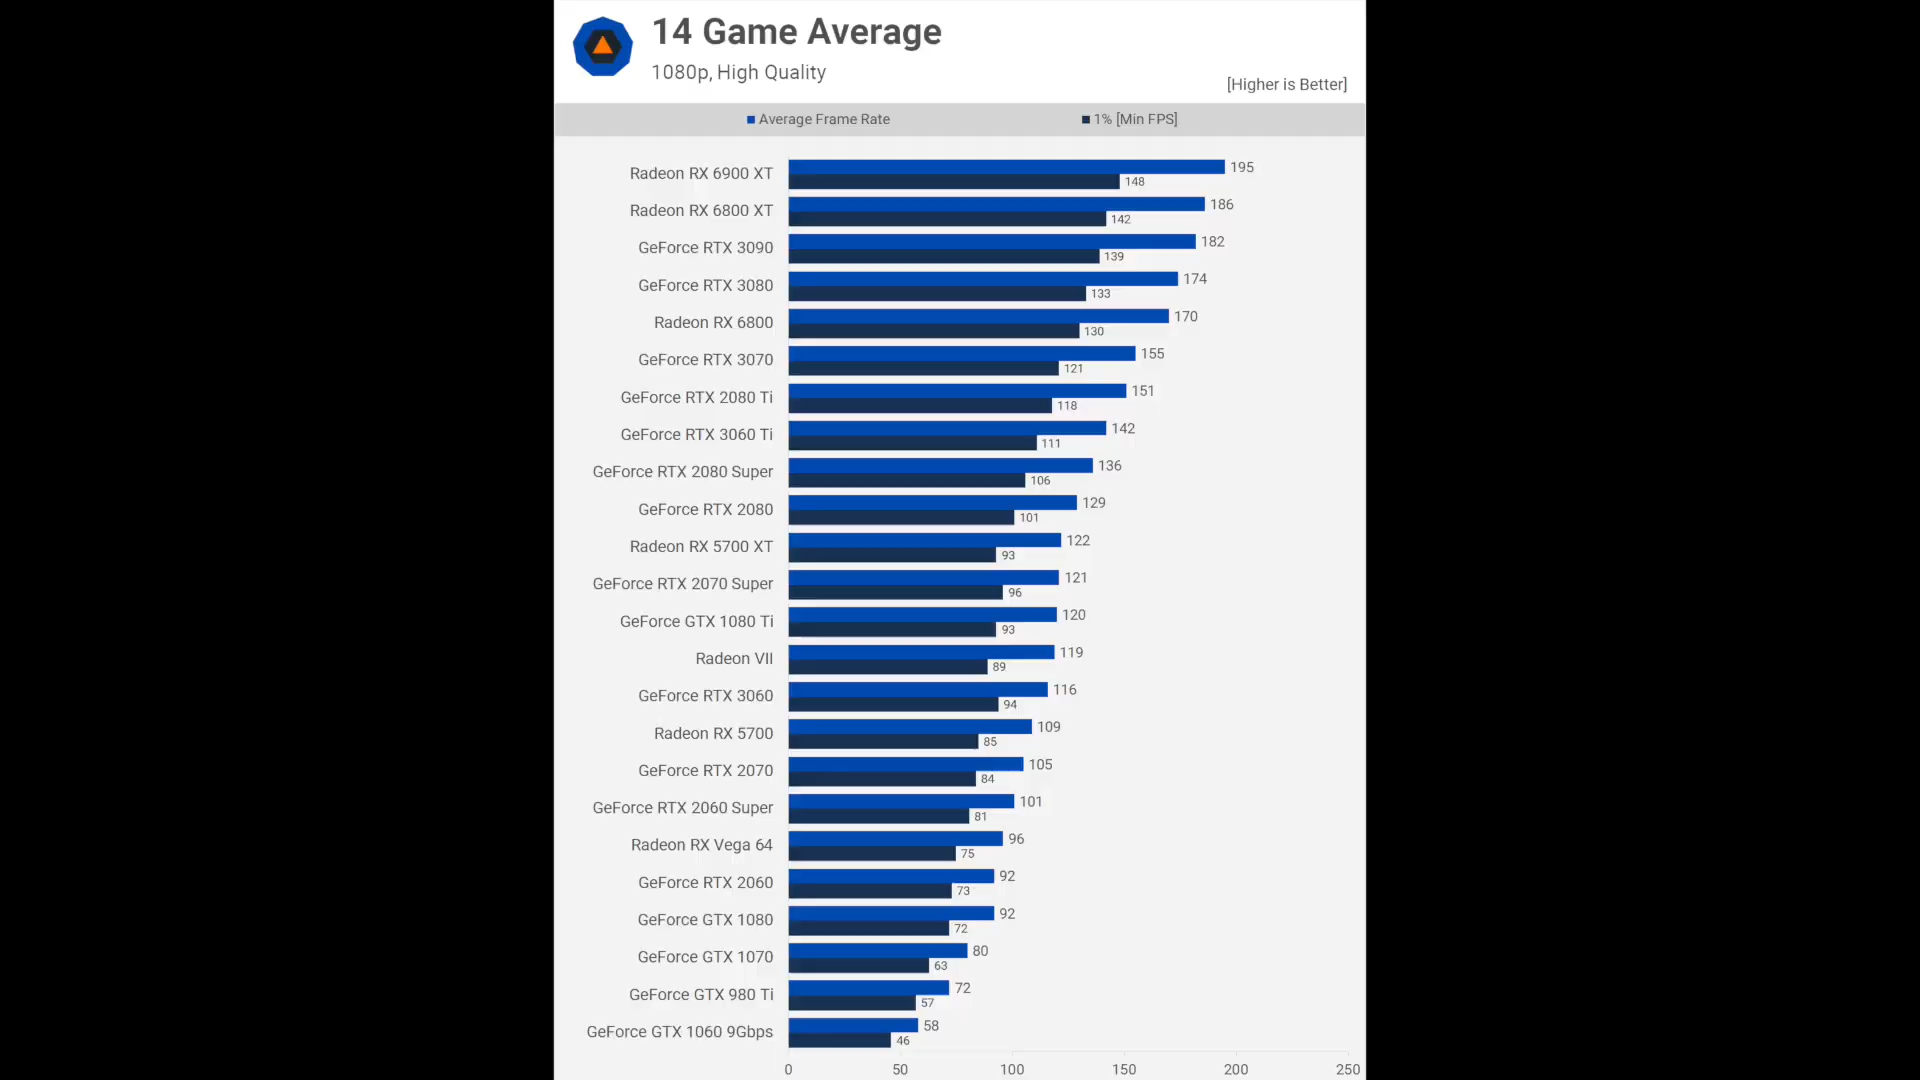 14 Game Average
1080p, High Quality
[Higher is Better]
Average Frame Rate 1% [Min FPS]
Radeon RX 6900 XT 195
148
Radeon RX 6800 XT 186
142
GeForce RTX 3090 182
139
GeForce RTX 3080 174
133
Radeon RX 6800 170
130
GeForce RTX 3070 155
121
GeForce RTX 2080 Ti 151
118
GeForce RTX 3060 Ti 142
111
GeForce RTX 2080 Super 136
106
GeForce RTX 2080 129
101
Radeon RX 5700 XT 122
93
GeForce RTX 2070 Super 121
96
GeForce GTX 1080 Ti 120
93
Radeon VII 119
89
GeForce RTX 3060 116
94
Radeon RX 5700 109
85
GeForce RTX 2070 105
84
GeForce RTX 2060 Super 101
81
Radeon RX Vega 64 96
75
GeForce RTX 2060 92
73
GeForce GTX 1080 92
72
GeForce GTX 1070 80
63
GeForce GTX 980 Ti 72
57
GeForce GTX 1060 9Gbps 58
46
0 50 100 150 200 250